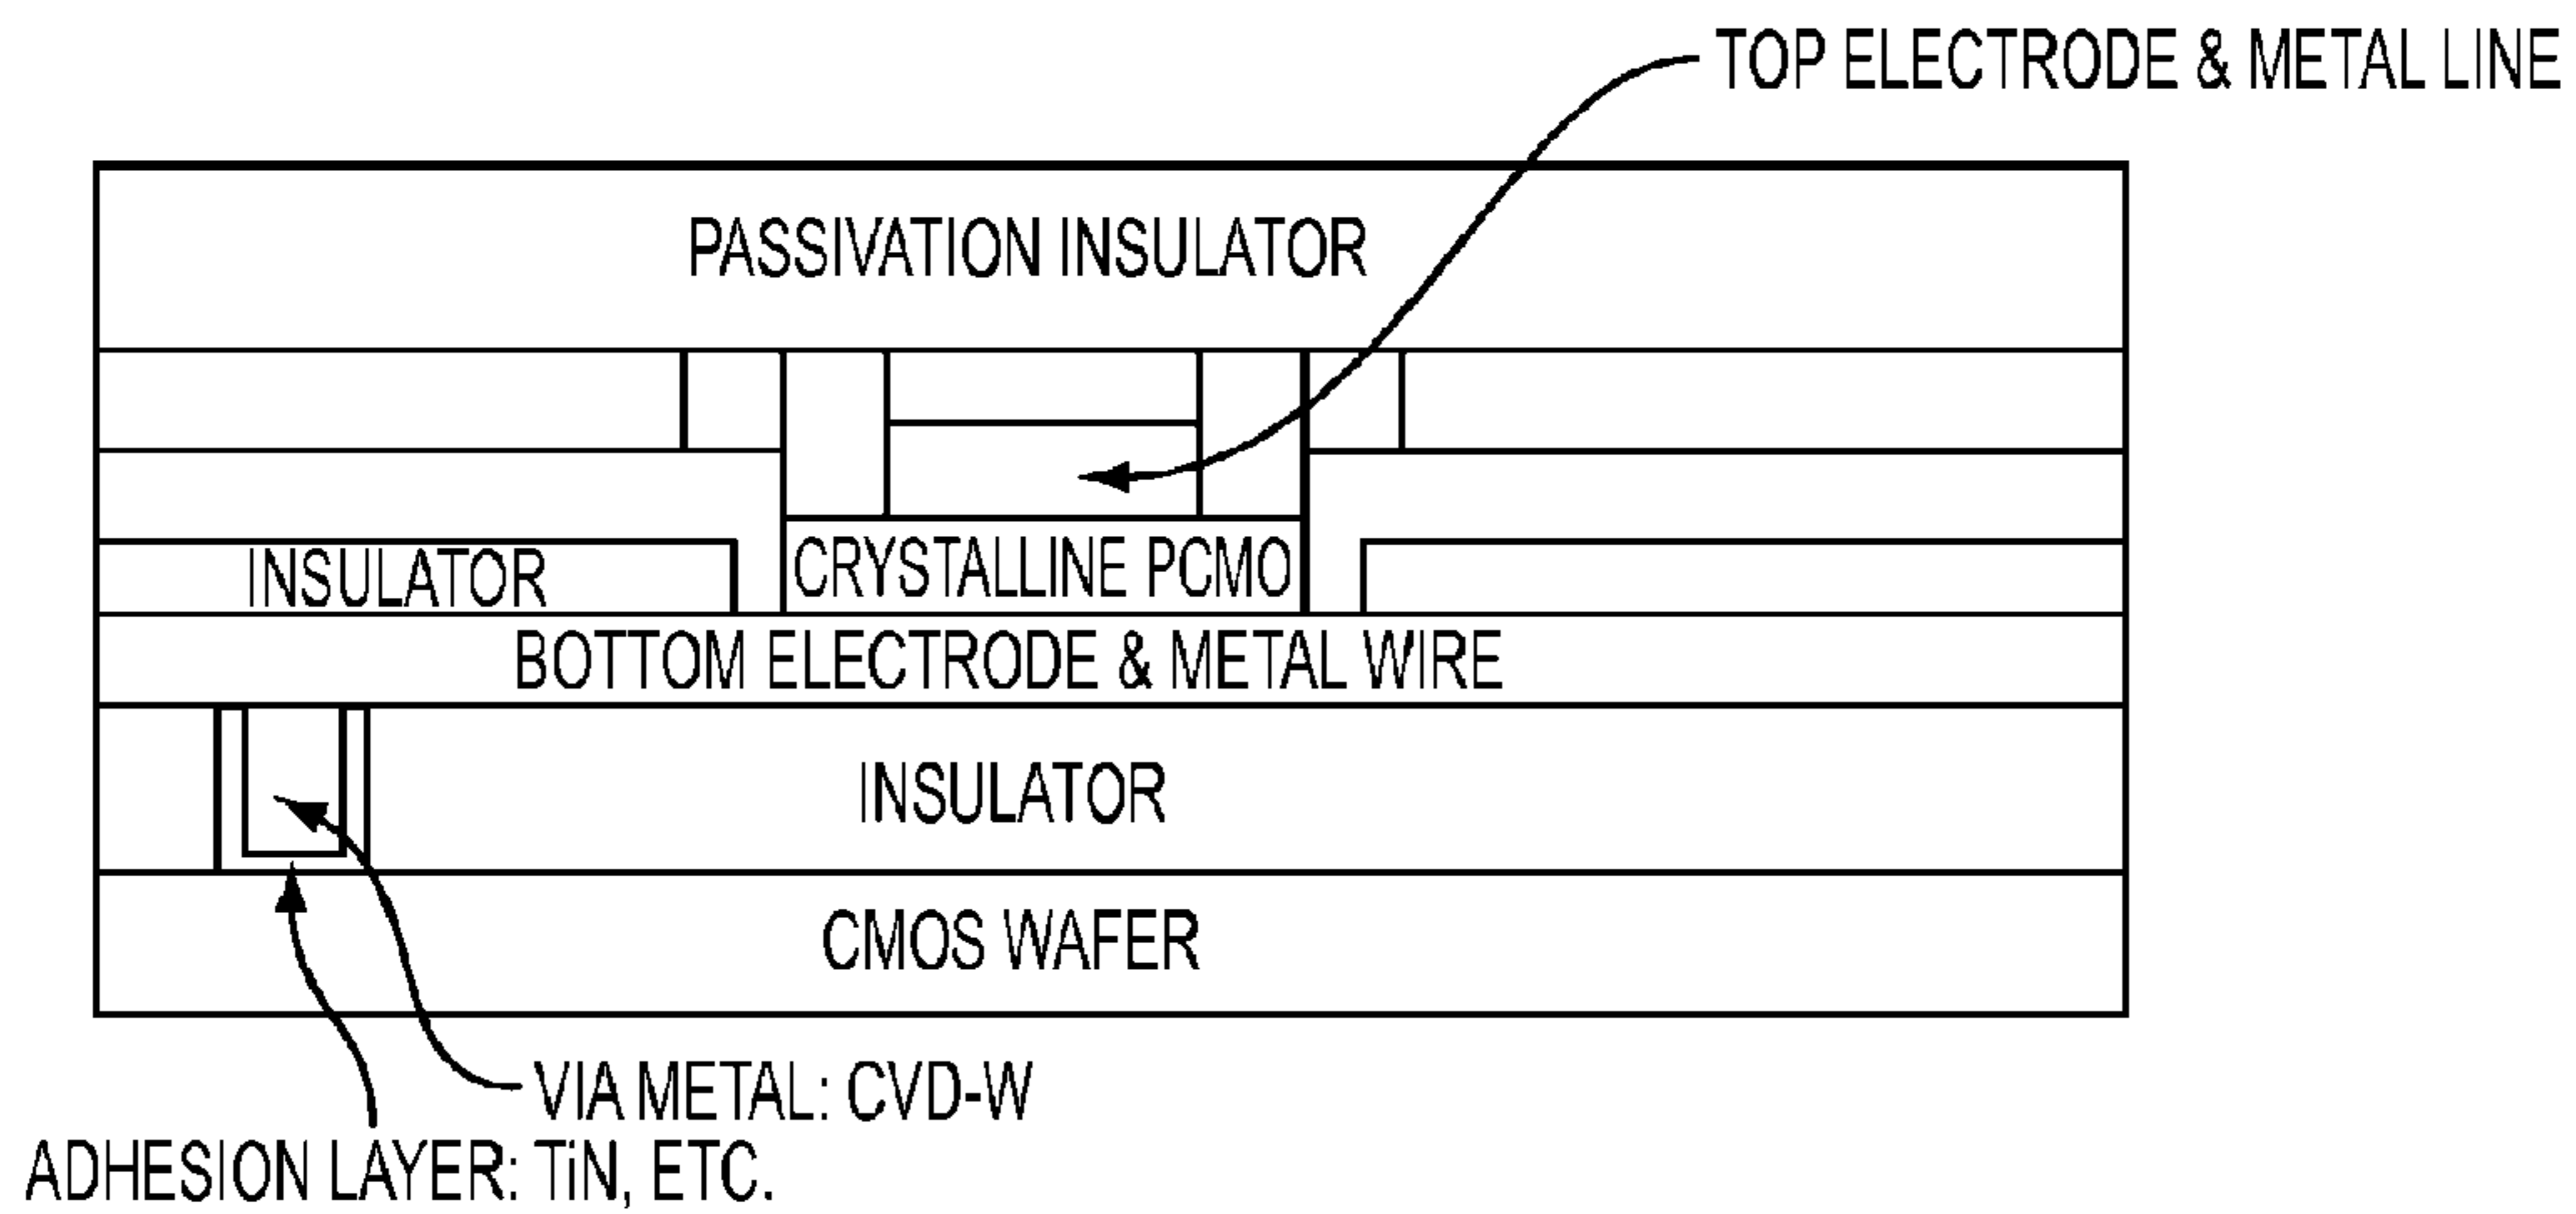 TOP ELECTRODE & METAL LINE
PASSIVATION INSULATOR
CRYSTALLINE PCMO
INSULATOR
BOTTOM ELECTRODE & METAL WIRE
INSULATOR
CMOS WAFER
VIA METAL: CVD-W
ADHESION LAYER: TiN, ETC.